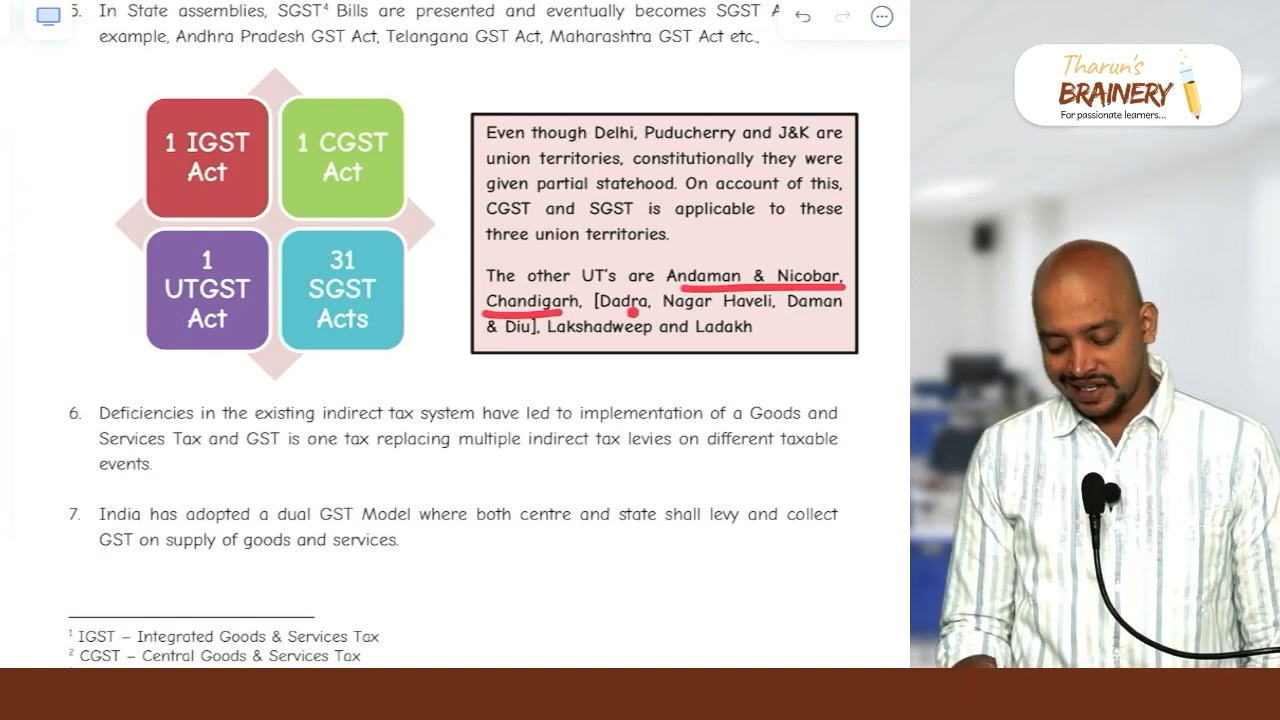 5. In State assemblies, SGST⁴ Bills are presented and eventually becomes SGST A
example, Andhra Pradesh GST Act, Telangana GST Act, Maharashtra GST Act etc.,
1 IGST
Act
1 CGST
Act
1
UTGST
Act
31
SGST
Acts
Even though Delhi, Puducherry and J&K are
union territories, constitutionally they were
given partial statehood. On account of this,
CGST and SGST is applicable to these
three union territories.
The other UT's are Andaman & Nicobar,
Chandigarh, [Dadra, Nagar Haveli, Daman
& Diu], Lakshadweep and Ladakh
6. Deficiencies in the existing indirect tax system have led to implementation of a Goods and
Services Tax and GST is one tax replacing multiple indirect tax levies on different taxable
events.
7. India has adopted a dual GST Model where both centre and state shall levy and collect
GST on supply of goods and services.
¹ IGST – Integrated Goods & Services Tax
² CGST – Central Goods & Services Tax
Tharun's
BRAINERY
For passionate learners...